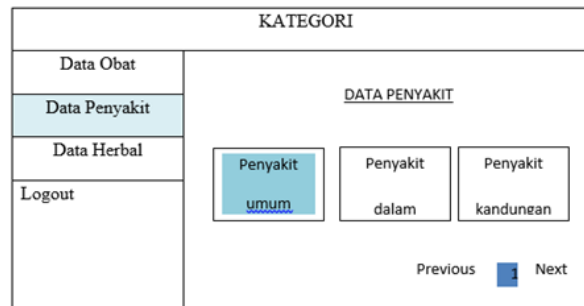 KATEGORI
Data Obat
Data Penyakit
Data Herbal
Logout
DATA PENYAKIT
Penyakit
umum
Penyakit
dalam
Penyakit
kandungan
Previous 1 Next